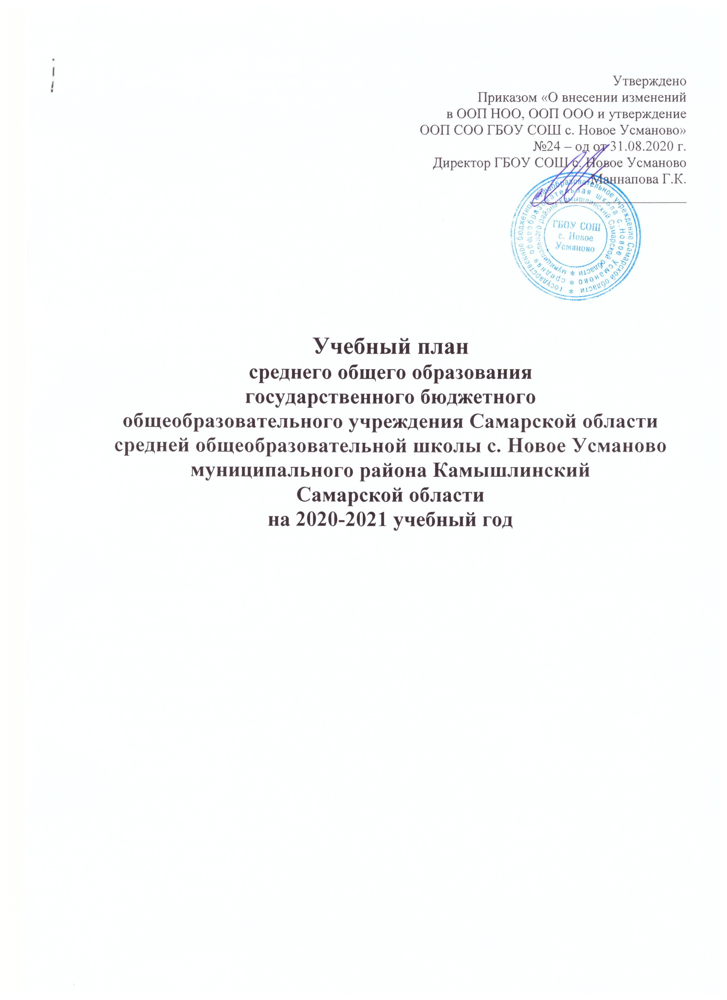 Утверждено
Приказом «О внесении изменений
в ООП НОО, ООП ООО и утверждение
ООП СОО ГБОУ СОШ с. Новое Усманово»
№24 – од от 31.08.2020 г.
Директор ГБОУ СОШ с. Новое Усманово
Маннапова Г.К.
государственное бюджетное общеобразовательное учреждение Самарской области *
средняя общеобразовательная школа с. Новое Усманово *
муниципального района Камышлинский Самарской области *
ГБОУ СОШ
с. Новое
Усманово
Учебный план
среднего общего образования
государственного бюджетного
общеобразовательного учреждения Самарской области
средней общеобразовательной школы с. Новое Усманово
муниципального района Камышлинский
Самарской области
на 2020-2021 учебный год